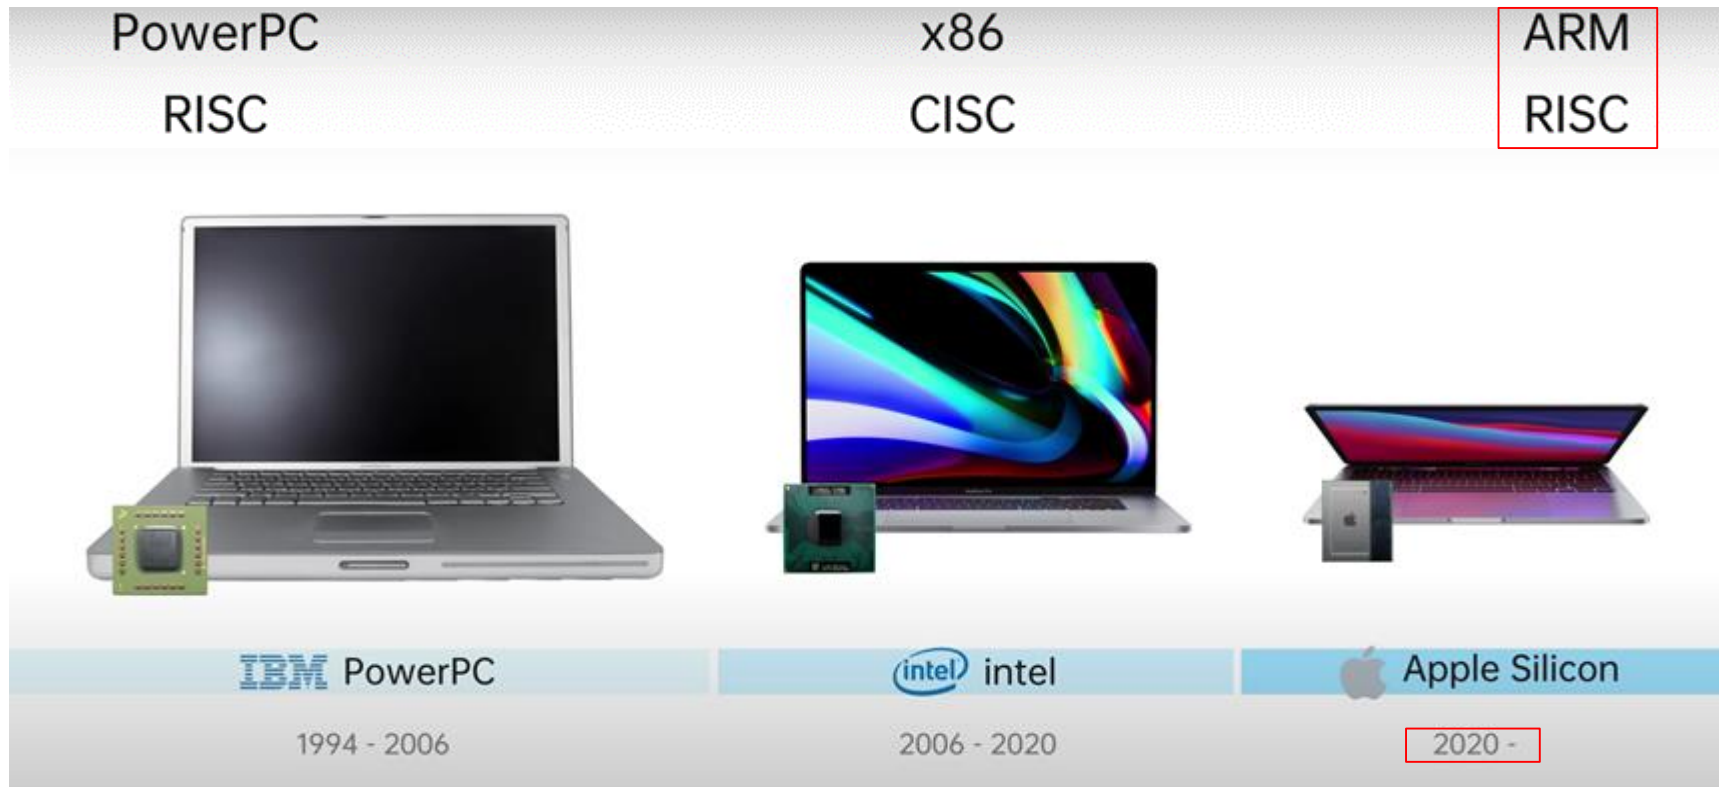 PowerPC
x86
ARM
RISC
CISC
RISC
IBM PowerPC
intel intel
Apple Silicon
1994 - 2006
2006 - 2020
2020 -